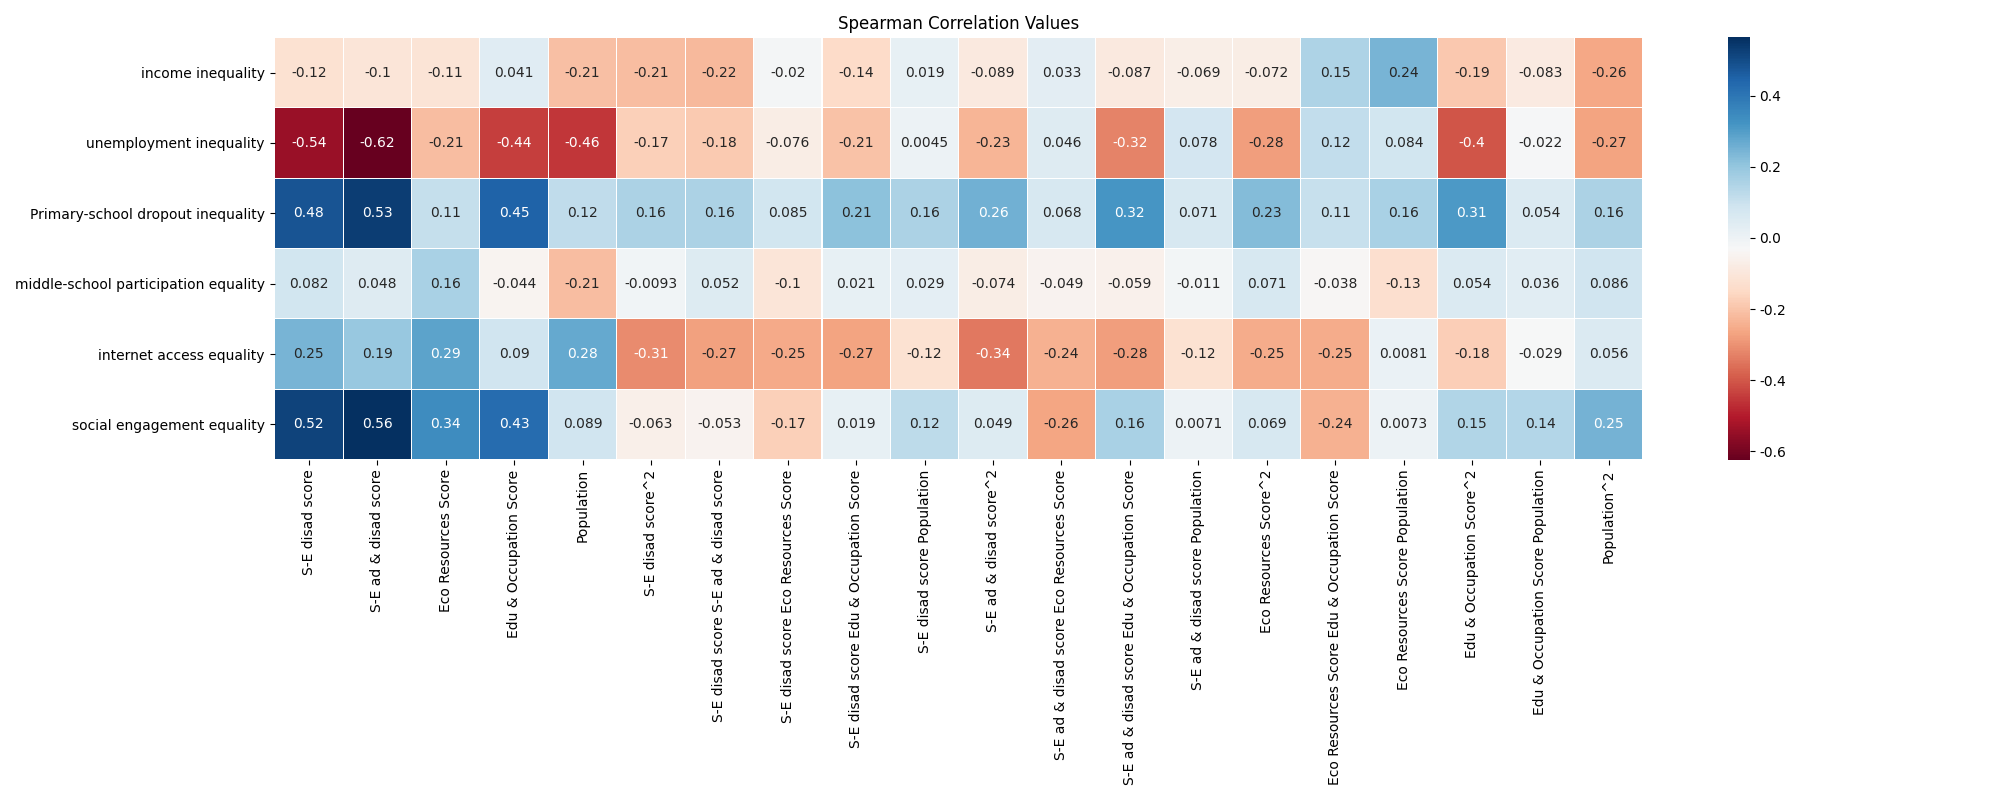 Spearman Correlation Values
income inequality -0.12 -0.1 -0.11 0.041 -0.21 -0.21 -0.22 -0.02 -0.14 0.019 -0.089 0.033 -0.087 -0.069 -0.072 0.15 0.24 -0.19 -0.083 -0.26
unemployment inequality -0.54 -0.62 -0.21 -0.44 -0.46 -0.17 -0.18 -0.076 -0.21 0.0045 -0.23 0.046 -0.32 0.078 -0.28 0.12 0.084 -0.4 -0.022 -0.27
Primary-school dropout inequality 0.48 0.53 0.11 0.45 0.12 0.16 0.16 0.085 0.21 0.16 0.26 0.068 0.32 0.071 0.23 0.11 0.16 0.31 0.054 0.16
middle-school participation equality 0.082 0.048 0.16 -0.044 -0.21 -0.0093 0.052 -0.1 0.021 0.029 -0.074 -0.049 -0.059 -0.011 0.071 -0.038 -0.13 0.054 0.036 0.086
internet access equality 0.25 0.19 0.29 0.09 0.28 -0.31 -0.27 -0.25 -0.27 -0.12 -0.34 -0.24 -0.28 -0.12 -0.25 -0.25 0.0081 -0.18 -0.029 0.056
social engagement equality 0.52 0.56 0.34 0.43 0.089 -0.063 -0.053 -0.17 0.019 0.12 0.049 -0.26 0.16 0.0071 0.069 -0.24 0.0073 0.15 0.14 0.25
S-E disad score
S-E ad & disad score
Eco Resources Score
Edu & Occupation Score
Population
S-E disad score^2
S-E disad score S-E ad & disad score
S-E disad score Eco Resources Score
S-E disad score Edu & Occupation Score
S-E disad score Population
S-E ad & disad score^2
S-E ad & disad score Eco Resources Score
S-E ad & disad score Edu & Occupation Score
S-E ad & disad score Population
Eco Resources Score^2
Eco Resources Score Edu & Occupation Score
Eco Resources Score Population
Edu & Occupation Score^2
Edu & Occupation Score Population
Population^2
0.4
0.2
0.0
-0.2
-0.4
-0.6